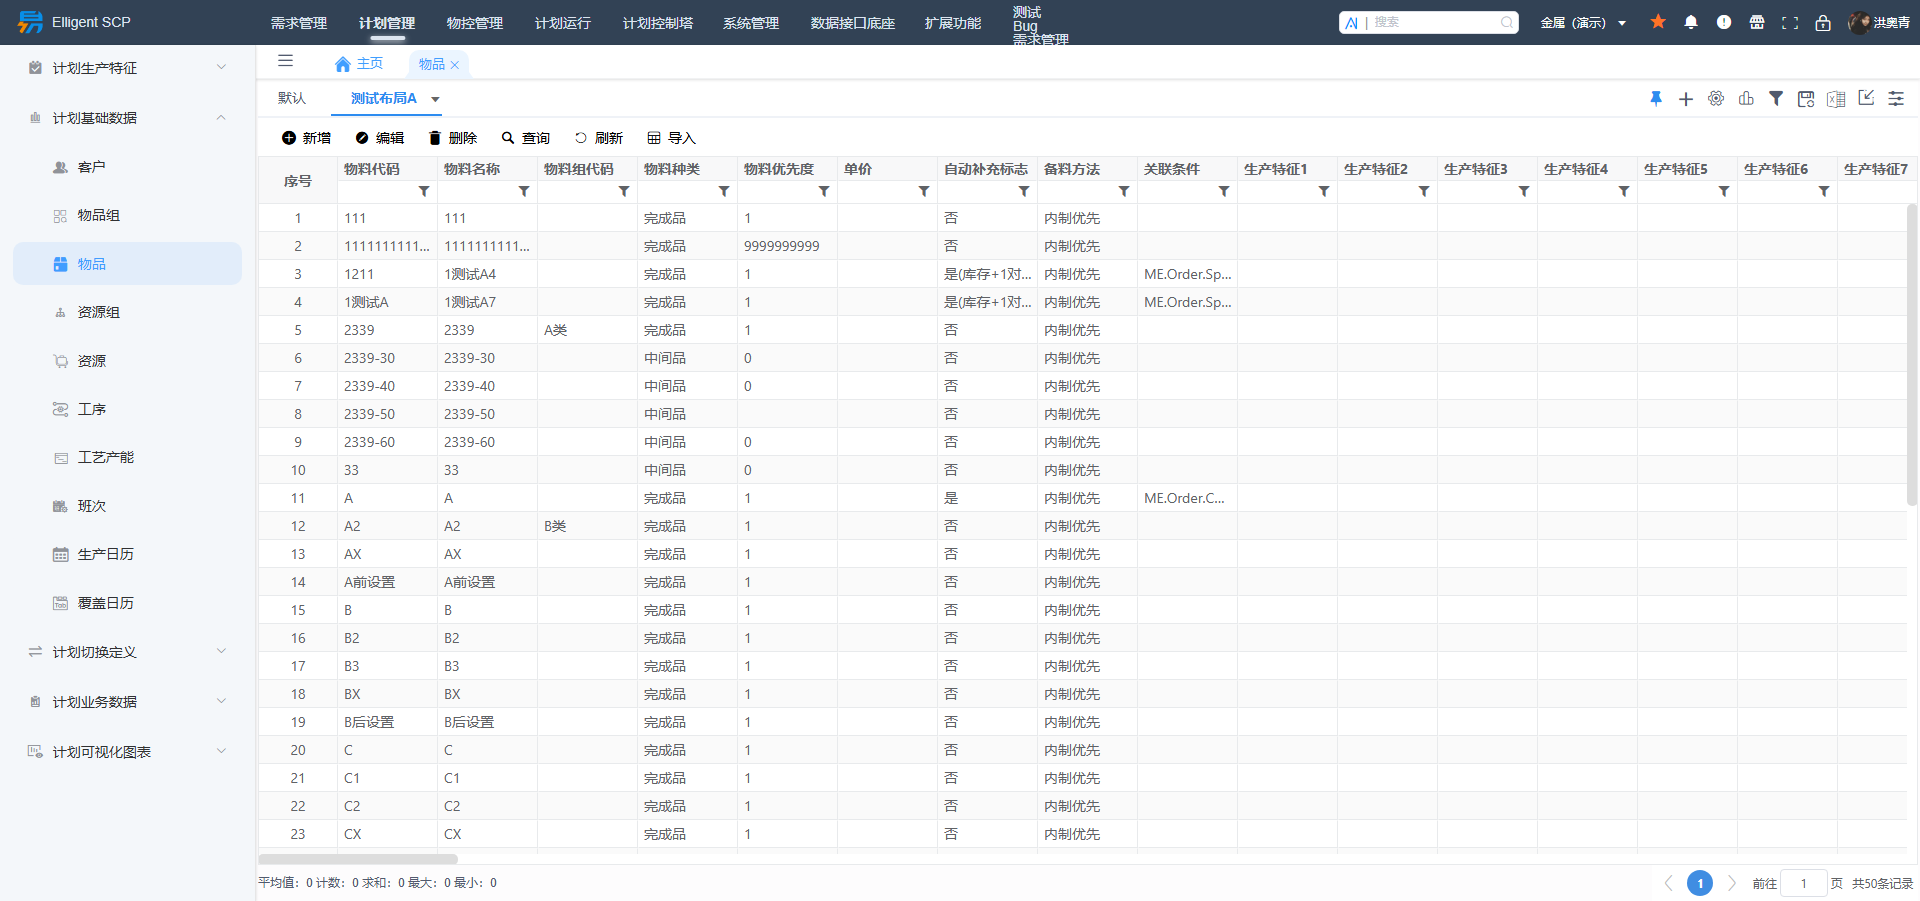 Elligent SCP
需求管理 计划管理 物控管理 计划运行 计划控制塔 系统管理 数据接口底座 扩展功能 测试Bug需求管理
AI | 搜索
金属（演示）
洪奥青
计划生产特征
计划基础数据
客户
物品组
物品
资源组
资源
工序
工艺产能
班次
生产日历
覆盖日历
计划切换定义
计划业务数据
计划可视化图表
主页 物品
默认 测试布局A
新增 编辑 删除 查询 刷新 导入
序号 物料代码 物料名称 物料组代码 物料种类 物料优先度 单价 自动补充标志 备料方法 关联条件 生产特征1 生产特征2 生产特征3 生产特征4 生产特征5 生产特征6 生产特征7
1 111 111 完成品 1 否 内制优先
2 1111111111... 1111111111... 完成品 9999999999 否 内制优先
3 1211 1测试A4 完成品 1 是(库存+1对... 内制优先 ME.Order.Sp...
4 1测试A 1测试A7 完成品 1 是(库存+1对... 内制优先 ME.Order.Sp...
5 2339 2339 A类 完成品 1 否 内制优先
6 2339-30 2339-30 中间品 0 否 内制优先
7 2339-40 2339-40 中间品 0 否 内制优先
8 2339-50 2339-50 中间品 否 内制优先
9 2339-60 2339-60 中间品 0 否 内制优先
10 33 33 中间品 0 否 内制优先
11 A A 完成品 1 是 内制优先 ME.Order.C...
12 A2 A2 B类 完成品 1 否 内制优先
13 AX AX 完成品 1 否 内制优先
14 A前设置 A前设置 完成品 1 否 内制优先
15 B B 完成品 1 否 内制优先
16 B2 B2 完成品 1 否 内制优先
17 B3 B3 完成品 1 否 内制优先
18 BX BX 完成品 1 否 内制优先
19 B后设置 B后设置 完成品 1 否 内制优先
20 C C 完成品 1 否 内制优先
21 C1 C1 完成品 1 否 内制优先
22 C2 C2 完成品 1 否 内制优先
23 CX CX 完成品 1 否 内制优先
平均值：0 计数：0 求和：0 最大：0 最小：0
1 前往 1 页 共50条记录